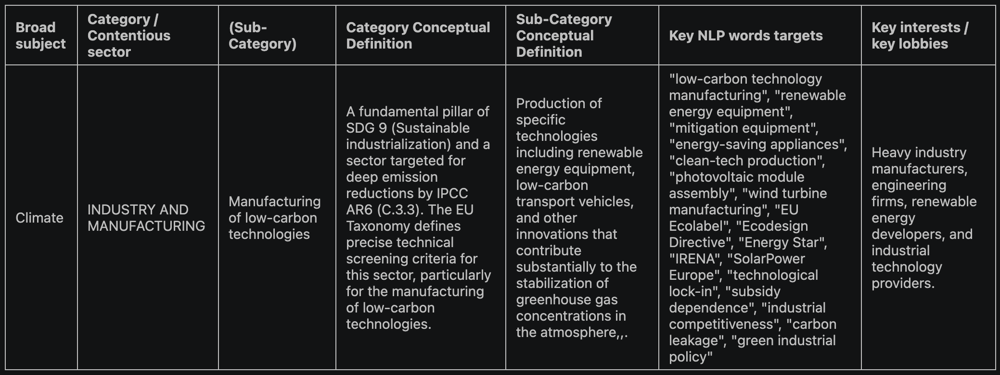 Broad
subject
Category /
Contentious
sector
(Sub-
Category)
Category Conceptual
Definition
Sub-Category
Conceptual
Definition
Key NLP words targets
Key interests /
key lobbies
Climate
INDUSTRY AND
MANUFACTURING
Manufacturing
of low-carbon
technologies
A fundamental pillar of
SDG 9 (Sustainable
industrialization) and a
sector targeted for
deep emission
reductions by IPCC
AR6 (C.3.3). The EU
Taxonomy defines
precise technical
screening criteria for
this sector, particularly
for the manufacturing
of low-carbon
technologies.
Production of
specific
technologies
including renewable
energy equipment,
low-carbon
transport vehicles,
and other
innovations that
contribute
substantially to the
stabilization of
greenhouse gas
concentrations in
the atmosphere,,.
"low-carbon technology
manufacturing", "renewable
energy equipment",
"mitigation equipment",
"energy-saving appliances",
"clean-tech production",
"photovoltaic module
assembly", "wind turbine
manufacturing", "EU
Ecolabel", "Ecodesign
Directive", "Energy Star",
"IRENA", "SolarPower
Europe", "technological
lock-in", "subsidy
dependence", "industrial
competitiveness", "carbon
leakage", "green industrial
policy"
Heavy industry
manufacturers,
engineering
firms, renewable
energy
developers, and
industrial
technology
providers.